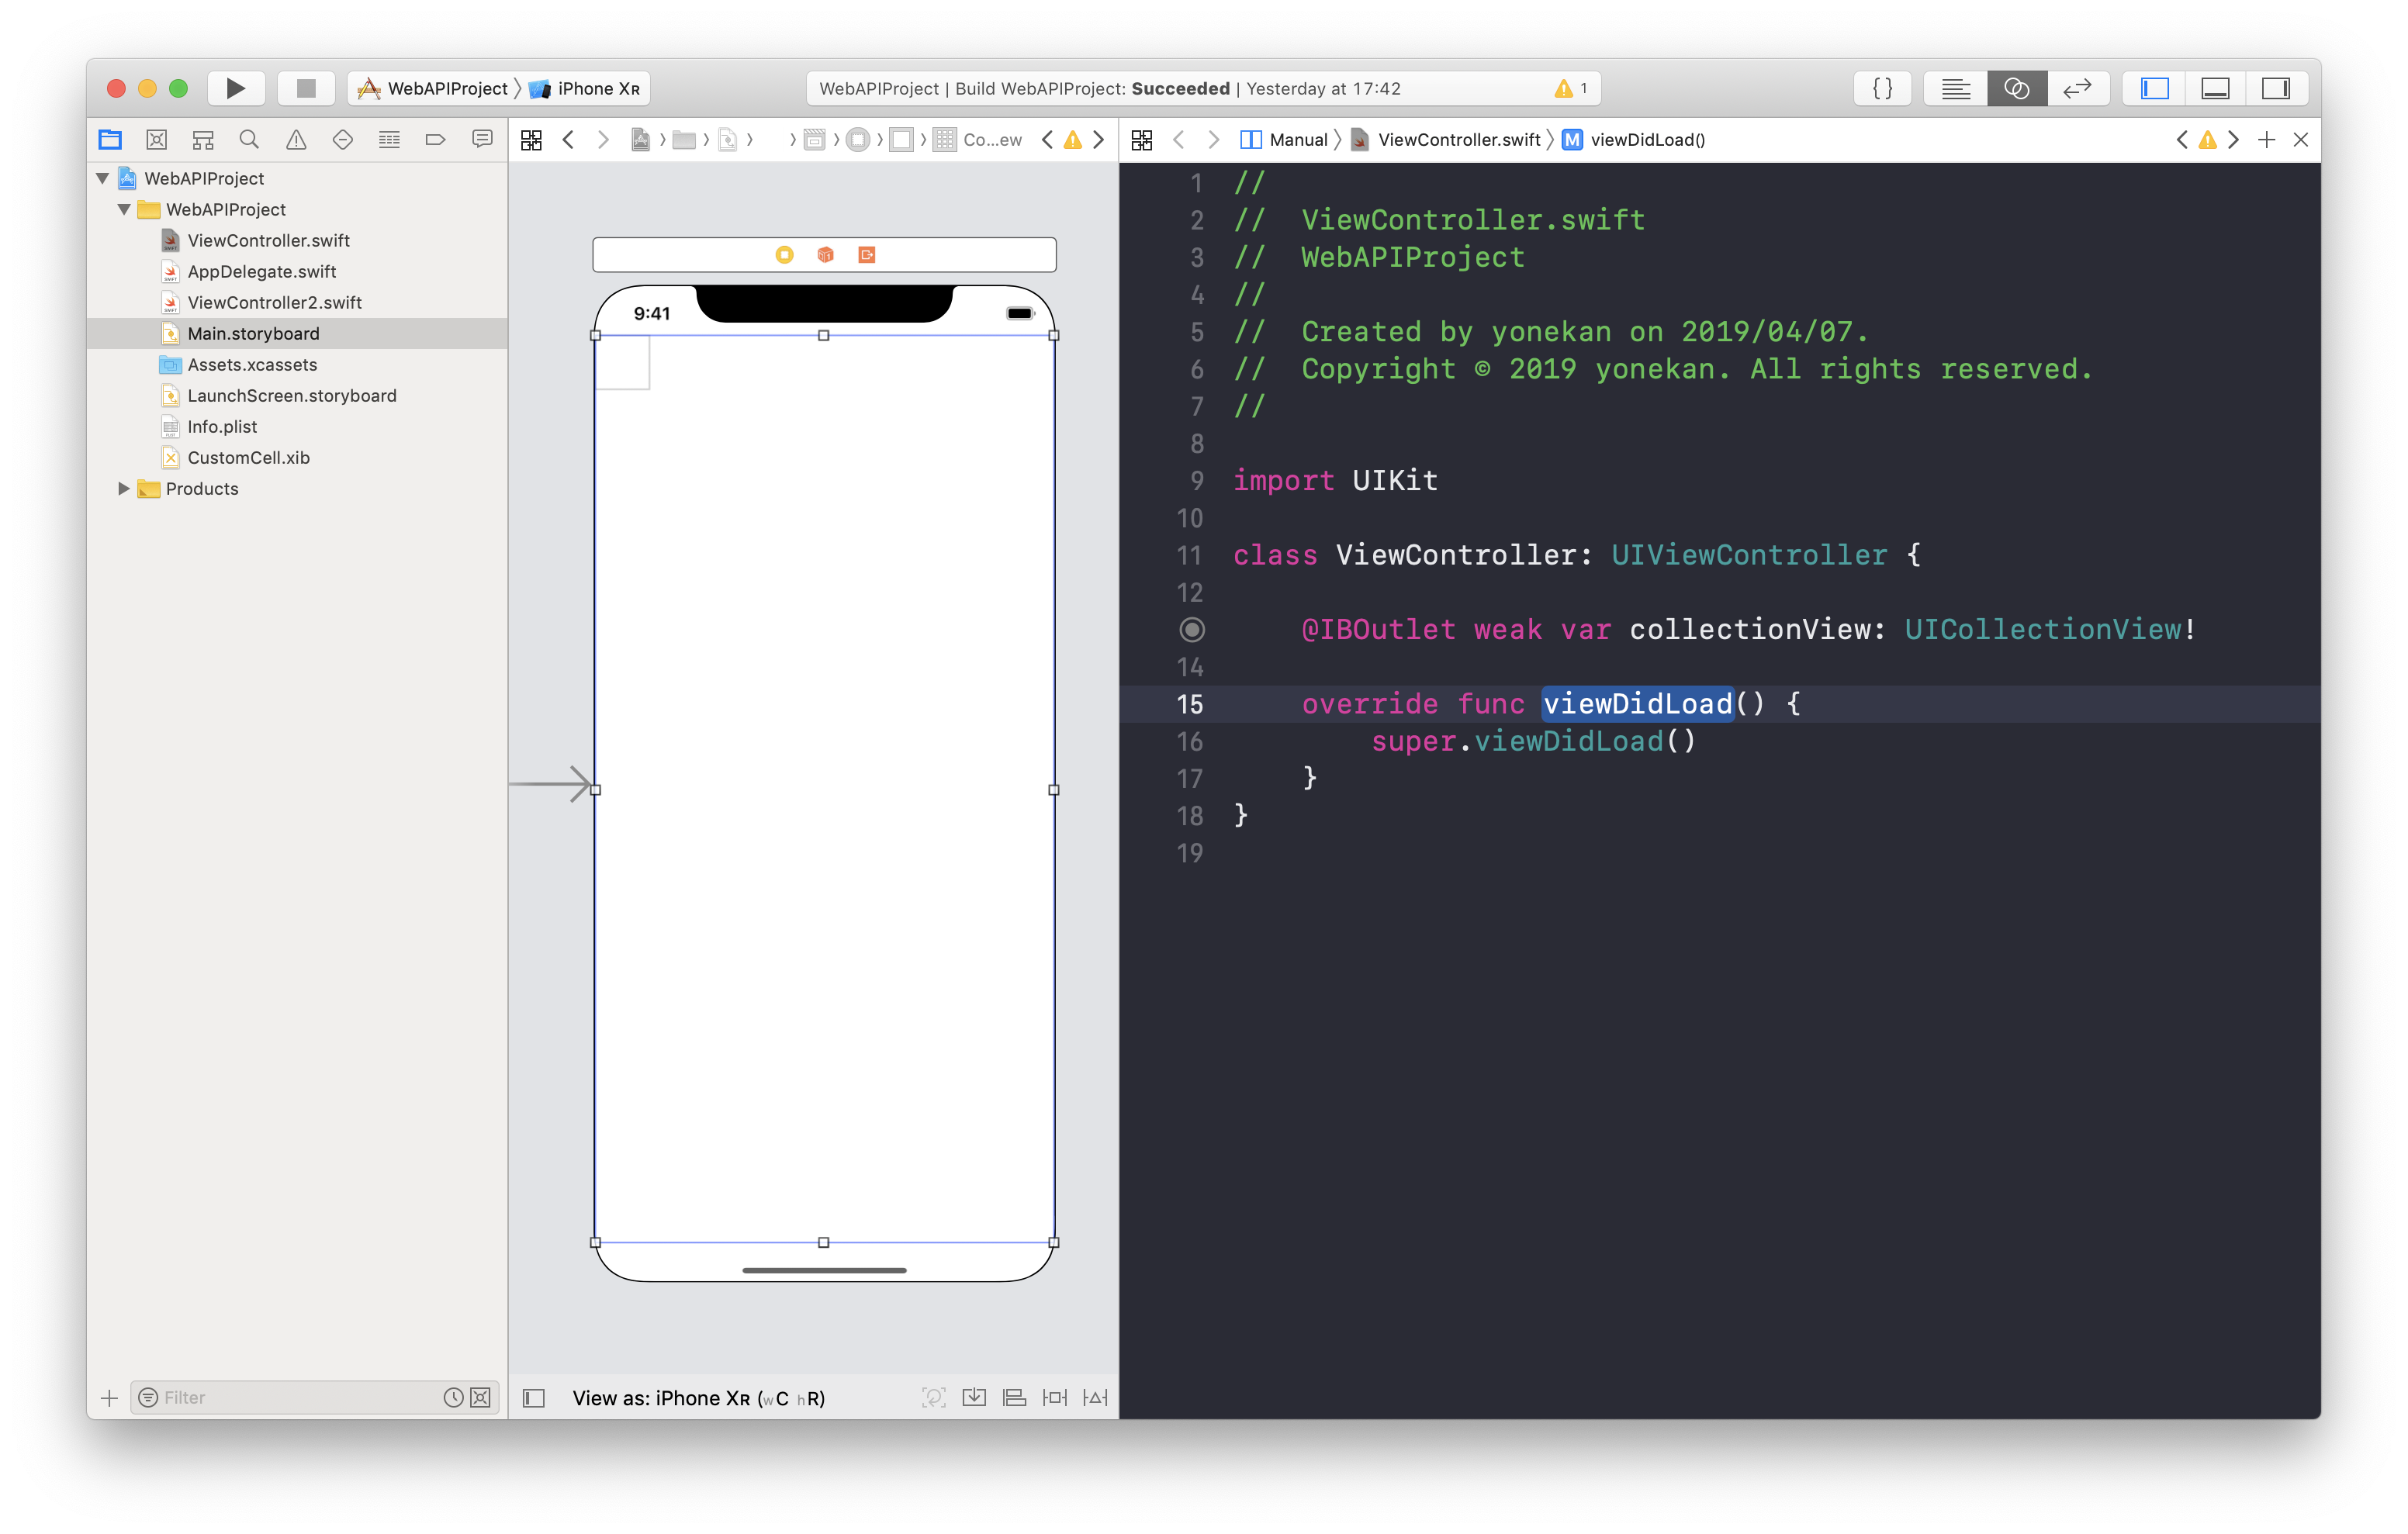 WebAPIProject 〉 iPhone Xʀ
WebAPIProject | Build WebAPIProject: Succeeded | Yesterday at 17:42
1
{ }
Co...ew
Manual 〉 ViewController.swift 〉 M viewDidLoad()
WebAPIProject
WebAPIProject
ViewController.swift
AppDelegate.swift
ViewController2.swift
Main.storyboard
Assets.xcassets
LaunchScreen.storyboard
Info.plist
CustomCell.xib
Products
Filter
9:41
View as: iPhone Xʀ (wC hR)
1 //
2 //  ViewController.swift
3 //  WebAPIProject
4 //
5 //  Created by yonekan on 2019/04/07.
6 //  Copyright © 2019 yonekan. All rights reserved.
7 //
8
9 import UIKit
10
11 class ViewController: UIViewController {
12
@IBOutlet weak var collectionView: UICollectionView!
14
15 override func viewDidLoad() {
16 super.viewDidLoad()
17 }
18 }
19